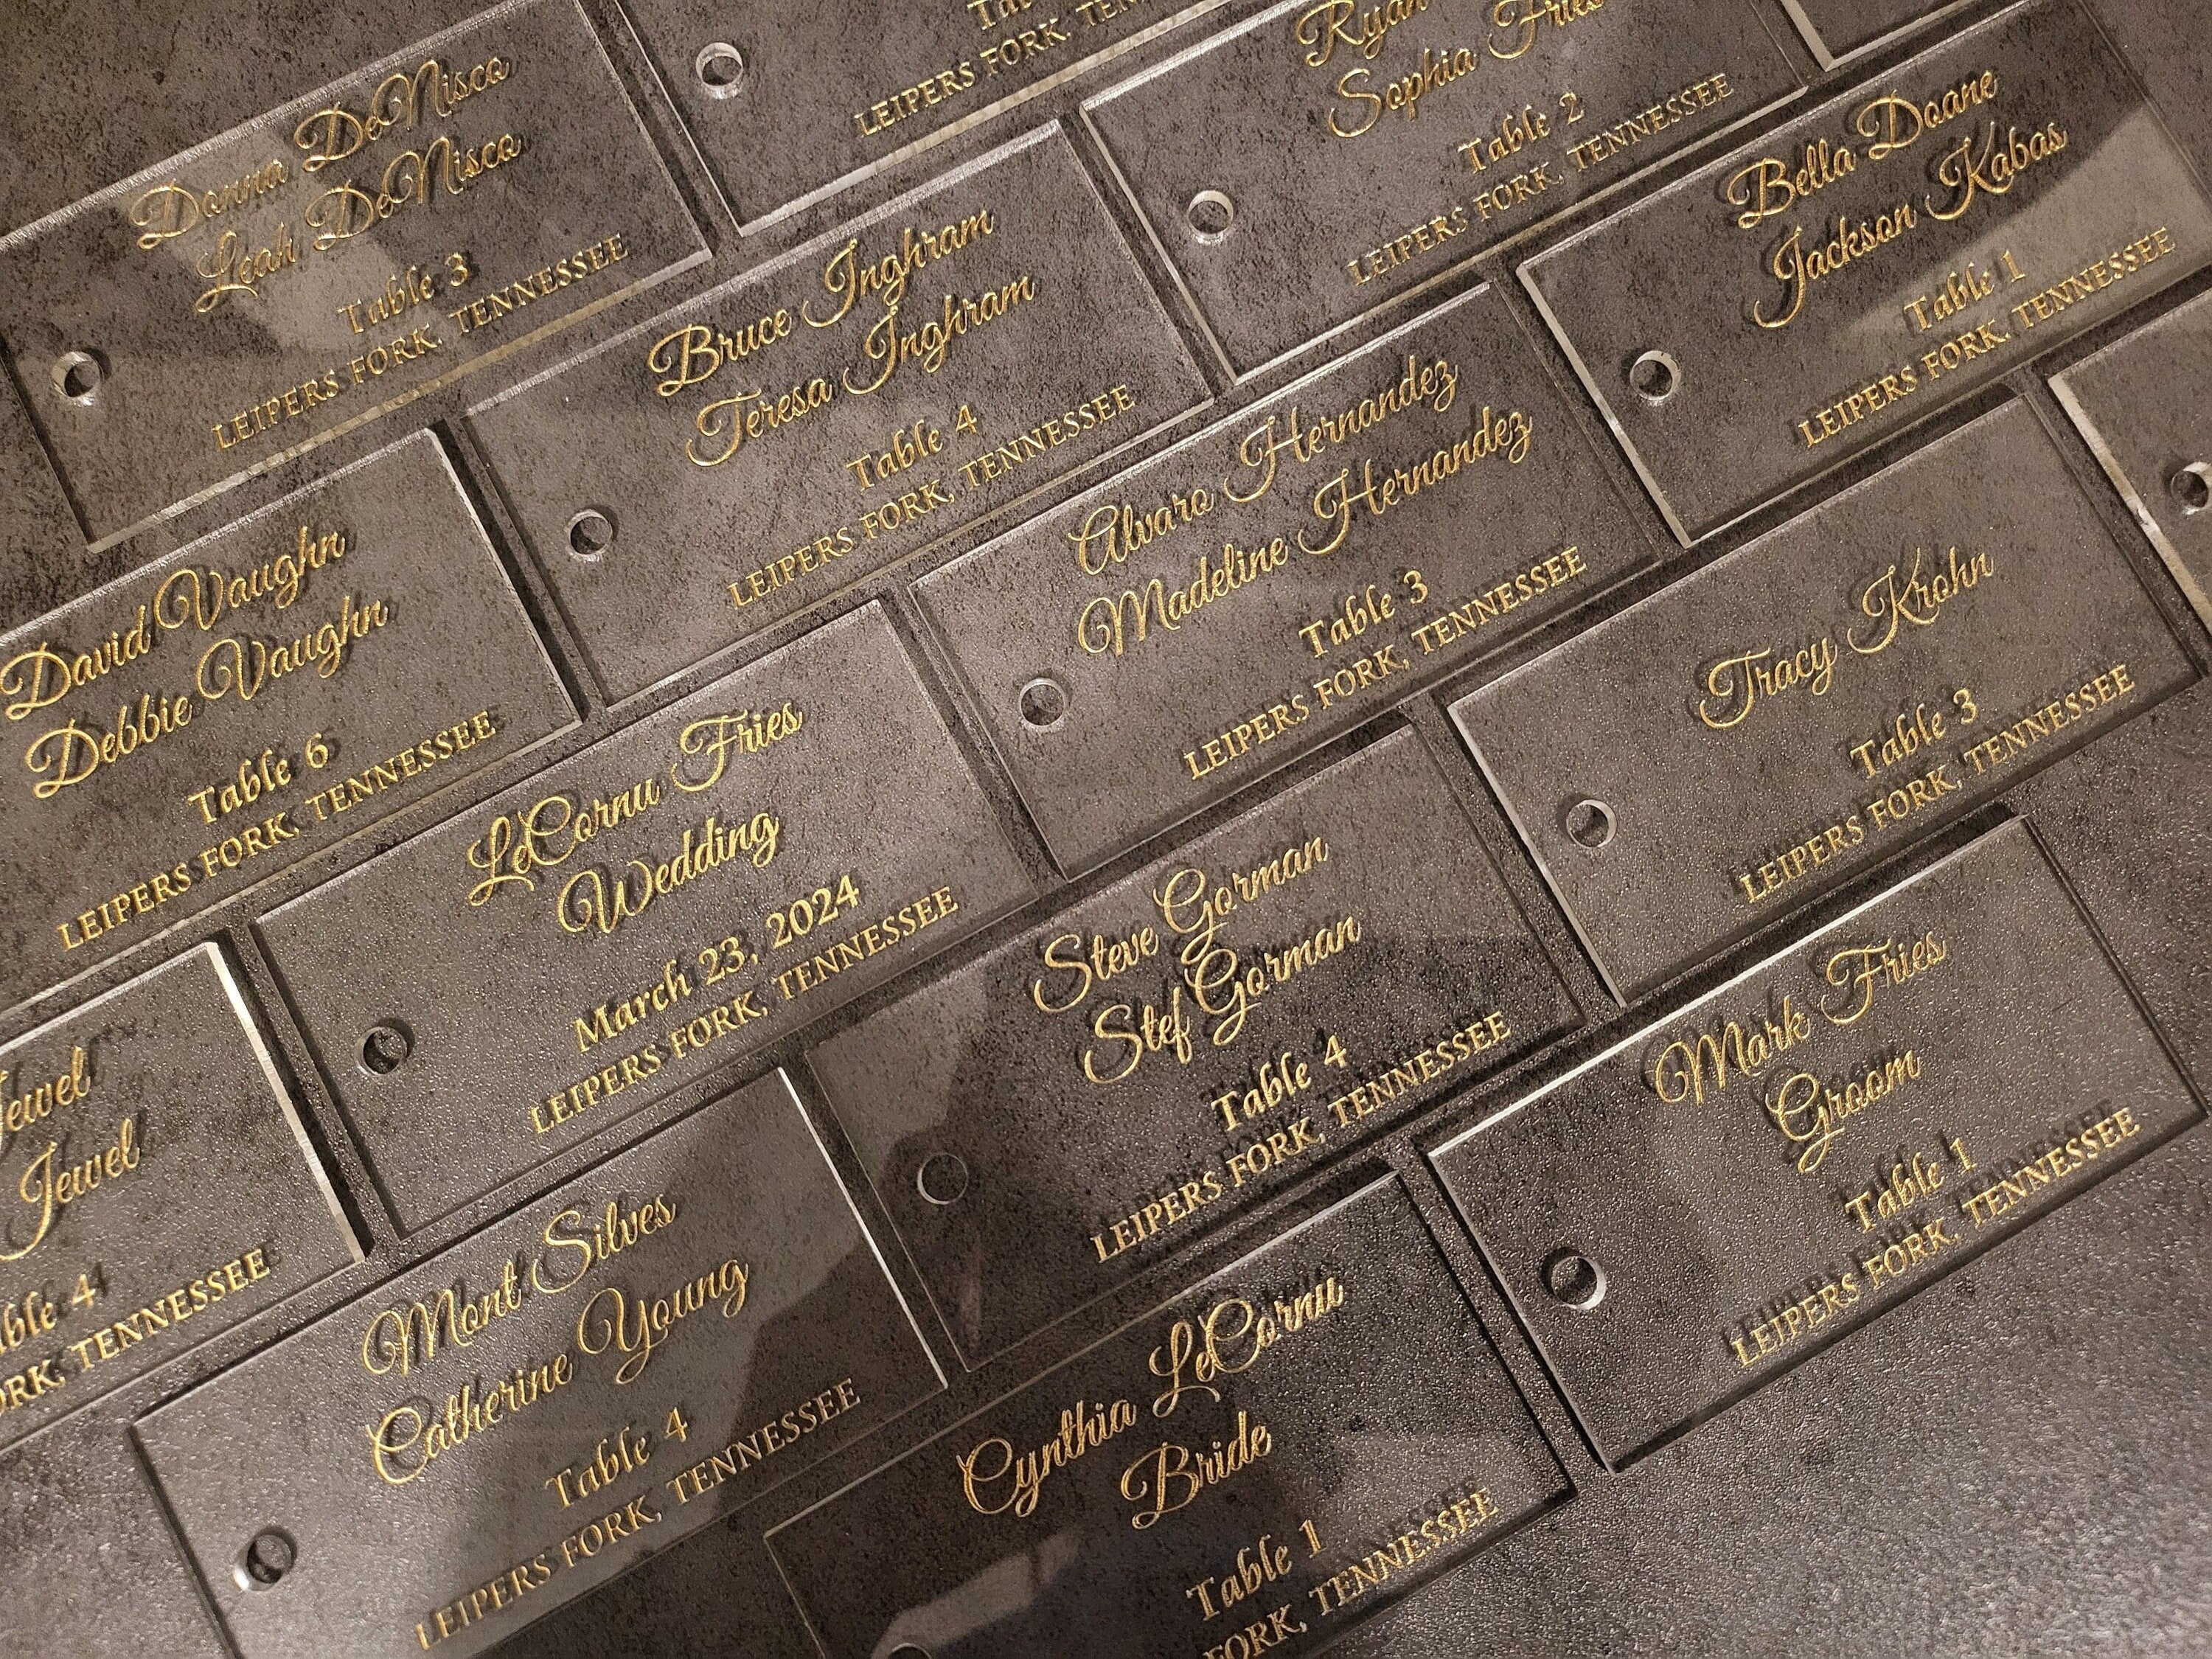 Donna DeNisco
Leah DeNisco
Table 3
LEIPERS FORK, TENNESSEE
LEIPERS FORK,
Ryan
Sophia Fries
Table 2
LEIPERS FORK, TENNESSEE
Bella Doane
Jackson Kabas
Table 1
LEIPERS FORK, TENNESSEE
Bruce Inghram
Teresa Inghram
Table 4
LEIPERS FORK, TENNESSEE
Alvaro Hernandez
Madeline Hernandez
Table 3
LEIPERS FORK, TENNESSEE
Tracy Krohn
Table 3
LEIPERS FORK, TENNESSEE
David Vaughn
Debbie Vaughn
Table 6
LEIPERS FORK, TENNESSEE
LeCornu Fries
Wedding
March 23, 2024
LEIPERS FORK, TENNESSEE
Steve Gorman
Stef Gorman
Table 4
LEIPERS FORK, TENNESSEE
Mark Fries
Groom
Table 1
LEIPERS FORK, TENNESSEE
Jewel
Jewel
4
TENNESSEE
Mont Silves
Catherine Young
Table 4
LEIPERS FORK, TENNESSEE
Cynthia LeCornu
Bride
Table 1
FORK, TENNESSEE